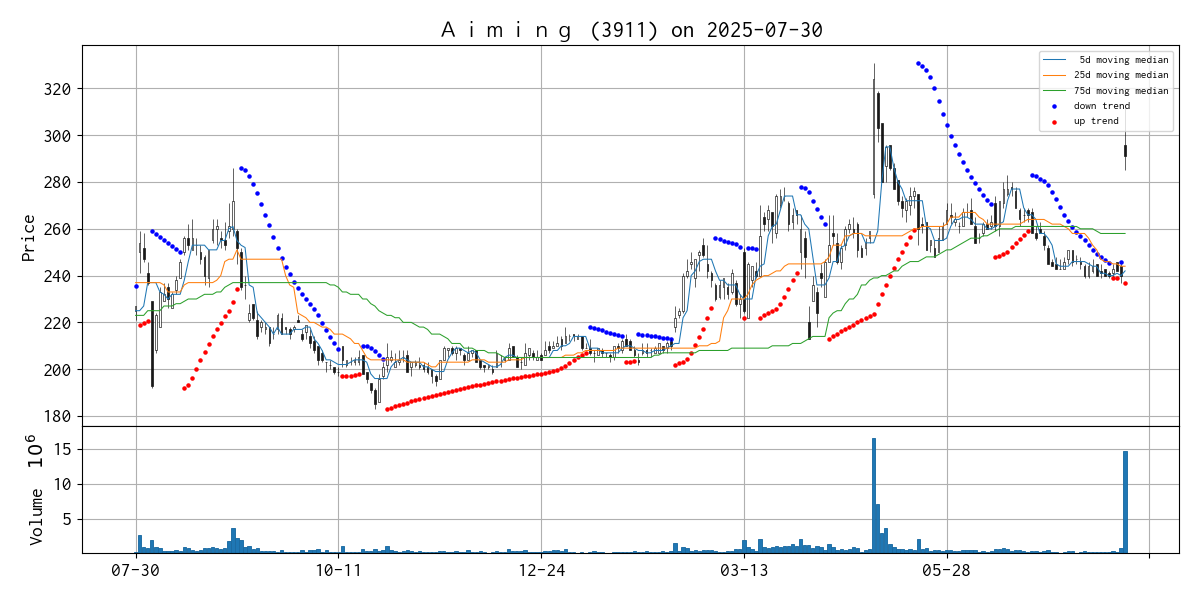 Ａｉｍｉｎｇ (3911) on 2025-07-30
5d moving median
25d moving median
75d moving median
down trend
up trend
Price
320
300
280
260
240
220
200
180
Volume 10^6
15
10
5
07-30
10-11
12-24
03-13
05-28